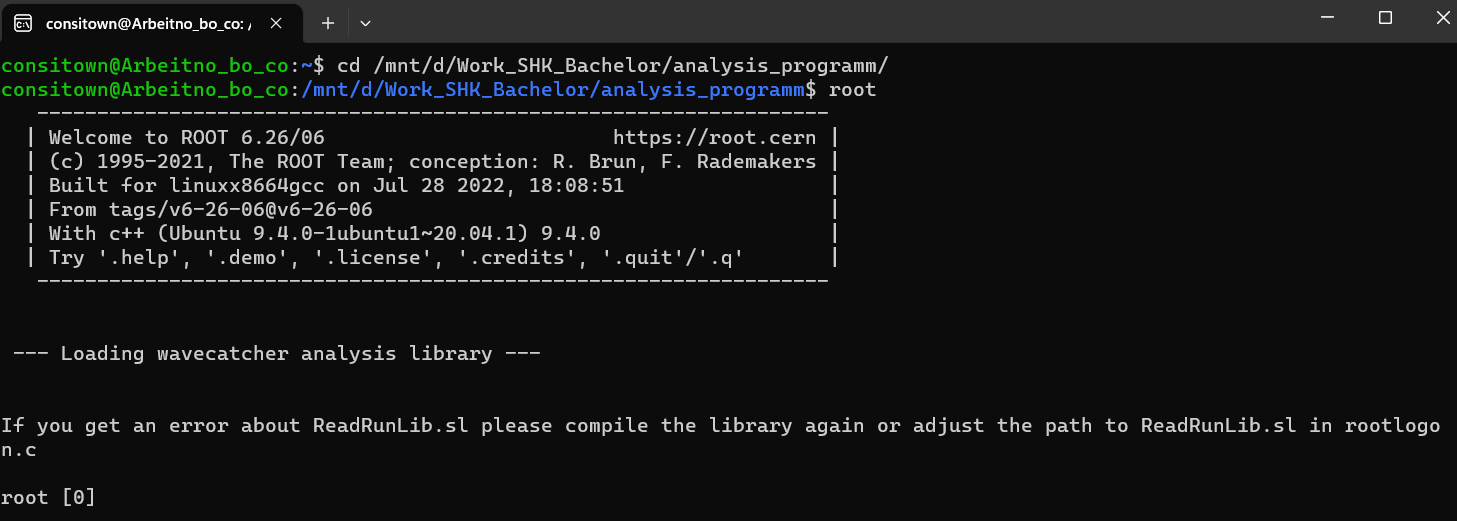 consitown@Arbeitno_bo_co: /
consitown@Arbeitno_bo_co:~$ cd /mnt/d/Work_SHK_Bachelor/analysis_programm/
consitown@Arbeitno_bo_co:/mnt/d/Work_SHK_Bachelor/analysis_programm$ root
------------------------------------------------------------------
| Welcome to ROOT 6.26/06                        https://root.cern |
| (c) 1995-2021, The ROOT Team; conception: R. Brun, F. Rademakers |
| Built for linuxx8664gcc on Jul 28 2022, 18:08:51                 |
| From tags/v6-26-06@v6-26-06                                      |
| With c++ (Ubuntu 9.4.0-1ubuntu1~20.04.1) 9.4.0                   |
| Try '.help', '.demo', '.license', '.credits', '.quit'/'.q'       |
------------------------------------------------------------------
--- Loading wavecatcher analysis library ---
If you get an error about ReadRunLib.sl please compile the library again or adjust the path to ReadRunLib.sl in rootlogo
n.c
root [0]